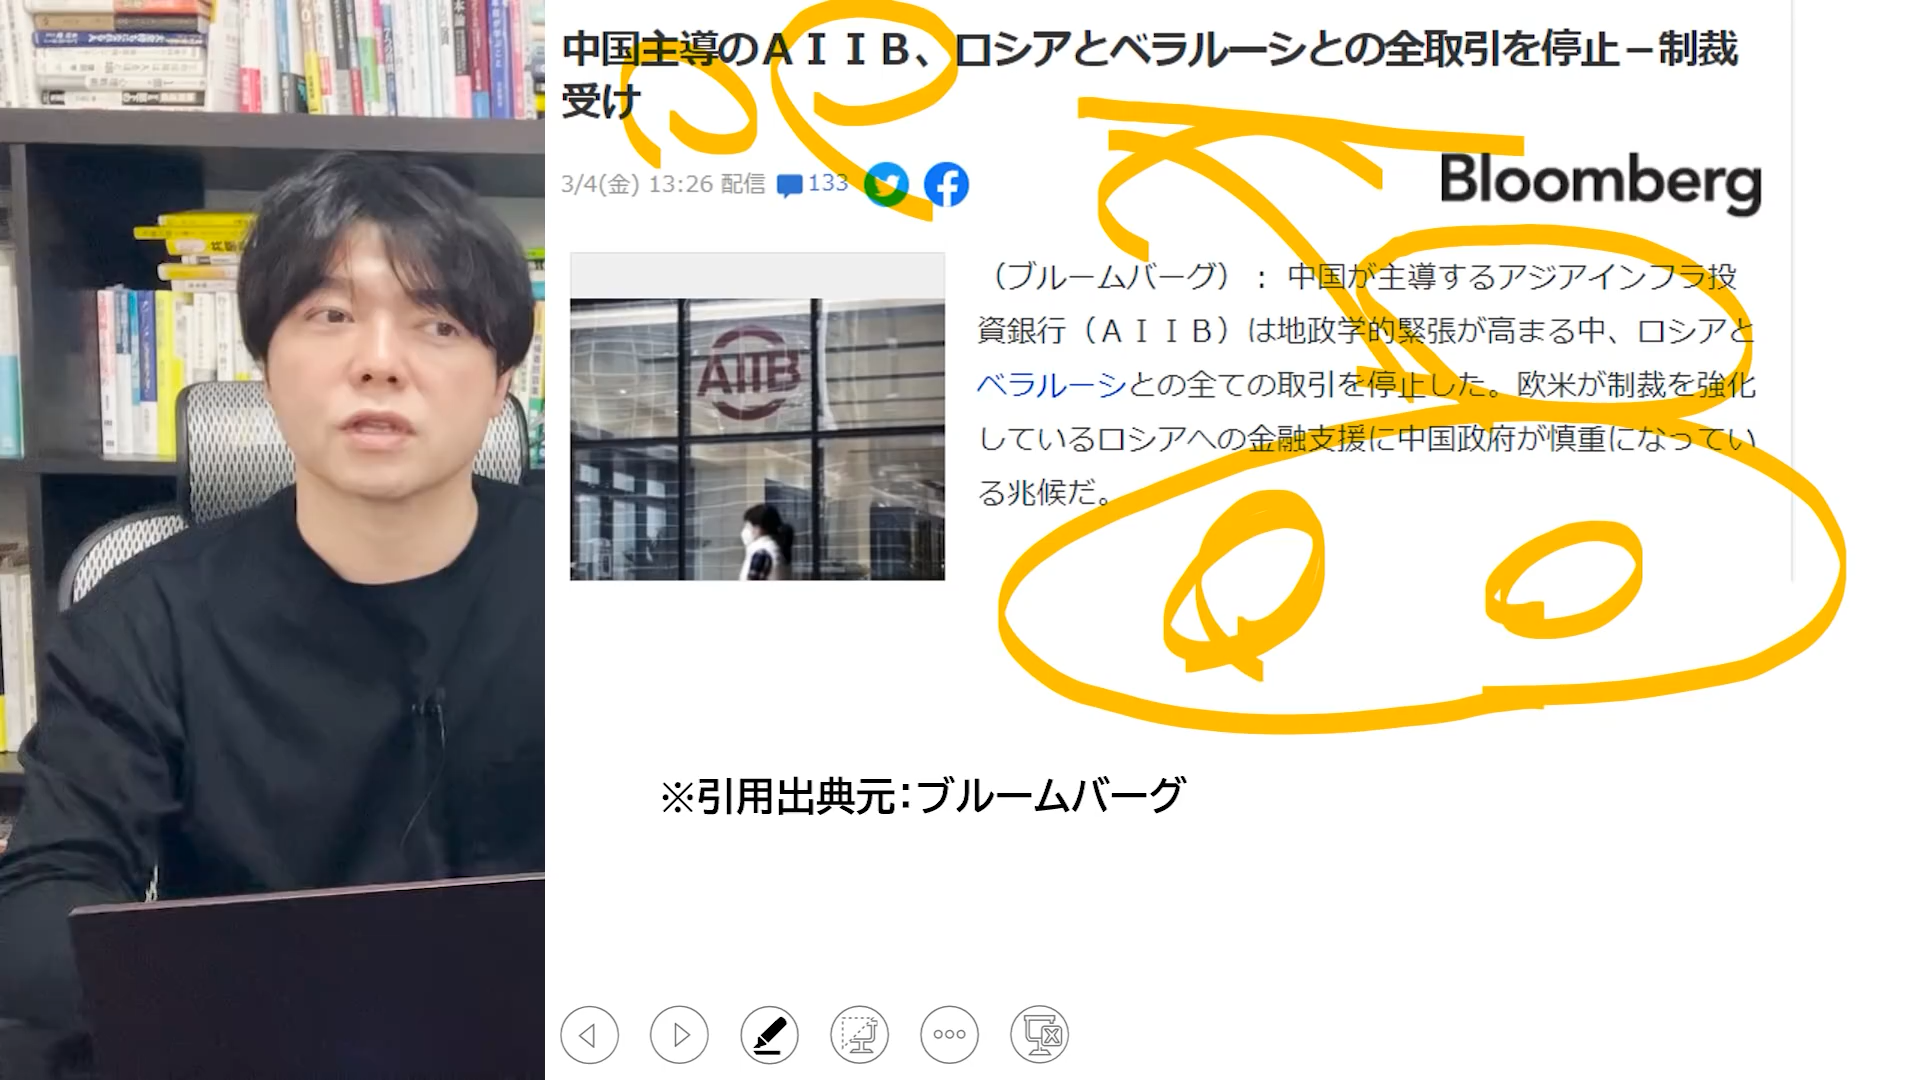 中国主導のＡＩＩＢ、ロシアとベラルーシとの全取引を停止－制裁
受け
3/4(金) 13:26 配信 133
Bloomberg
AIIB
（ブルームバーグ）： 中国が主導するアジアインフラ投
資銀行（ＡＩＩＢ）は地政学的緊張が高まる中、ロシアと
ベラルーシとの全ての取引を停止した。欧米が制裁を強化
しているロシアへの金融支援に中国政府が慎重になってい
る兆候だ。
※引用出典元：ブルームバーグ